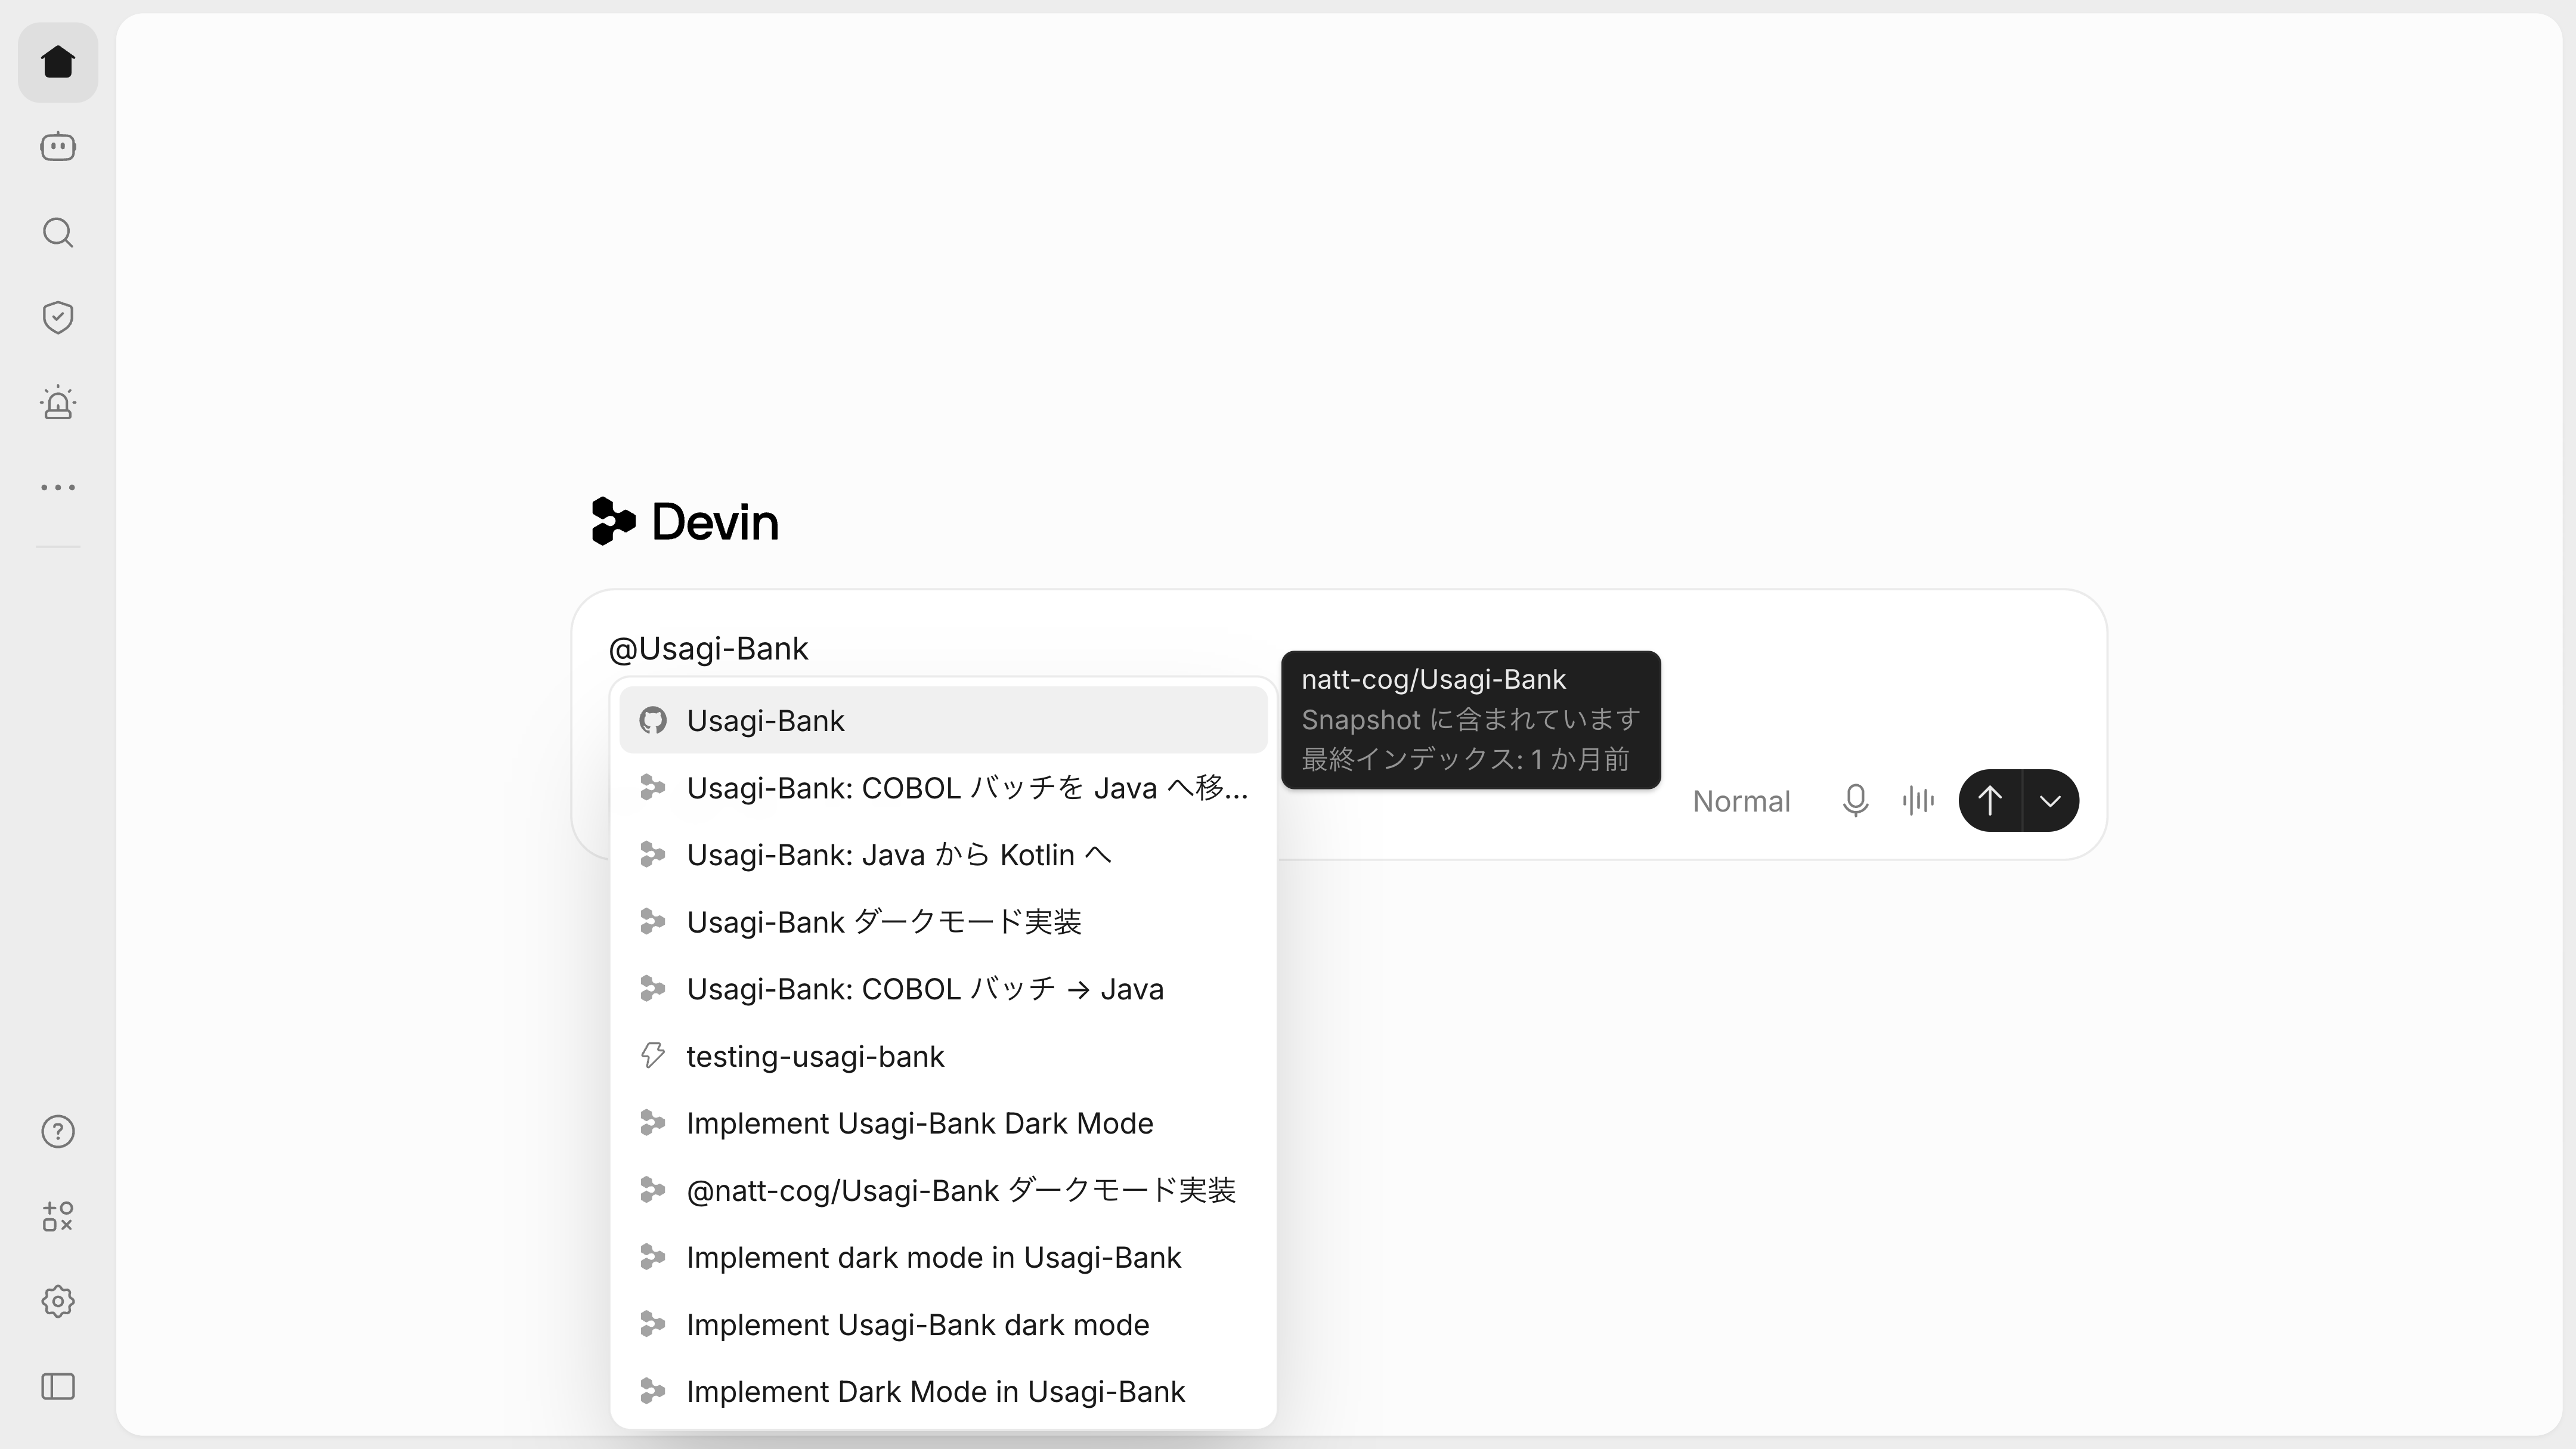 Devin
@Usagi-Bank
natt-cog/Usagi-Bank
Snapshot に含まれています
最終インデックス: 1 か月前
Normal
Usagi-Bank
Usagi-Bank: COBOL バッチを Java へ移...
Usagi-Bank: Java から Kotlin へ
Usagi-Bank ダークモード実装
Usagi-Bank: COBOL バッチ → Java
testing-usagi-bank
Implement Usagi-Bank Dark Mode
@natt-cog/Usagi-Bank ダークモード実装
Implement dark mode in Usagi-Bank
Implement Usagi-Bank dark mode
Implement Dark Mode in Usagi-Bank